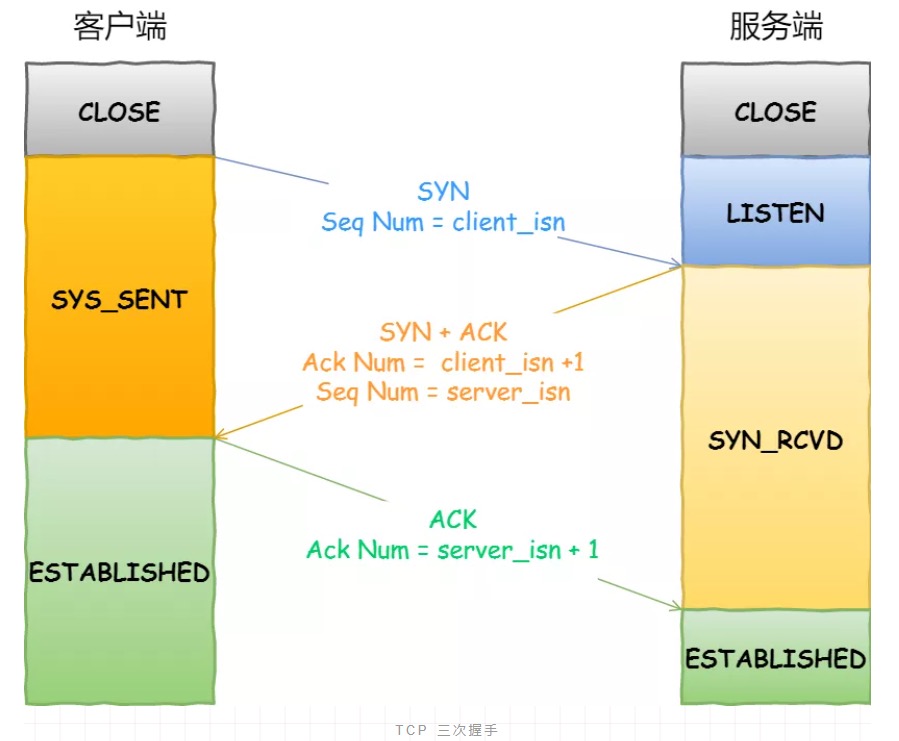 客户端
服务端
CLOSE
CLOSE
SYN
Seq Num = client_isn
LISTEN
SYS_SENT
SYN + ACK
Ack Num = client_isn +1
Seq Num = server_isn
SYN_RCVD
ACK
Ack Num = server_isn + 1
ESTABLISHED
ESTABLISHED
TCP 三次握手